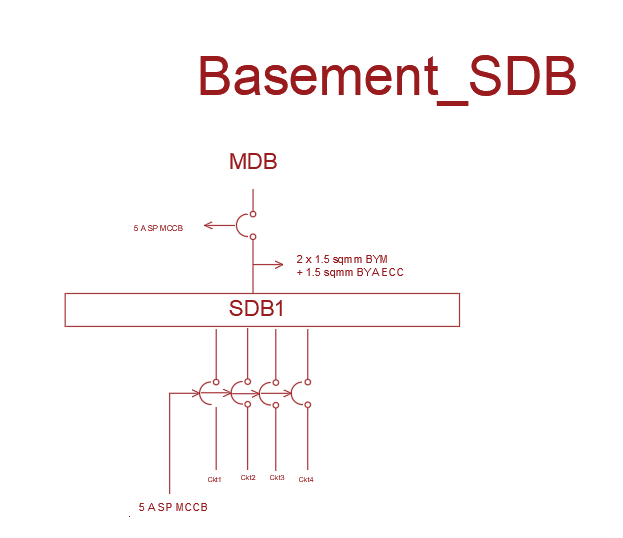 Basement_SDB
MDB
5 A SP MCCB
2 x 1.5 sqmm BYM
+ 1.5 sqmm BYA ECC
SDB1
Ckt1 Ckt2 Ckt3 Ckt4
5 A SP MCCB